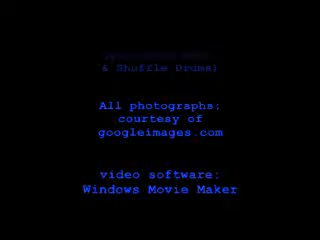 & Shuffle Drums)
All photographs:
courtesy of
googleimages.com
video software:
Windows Movie Maker